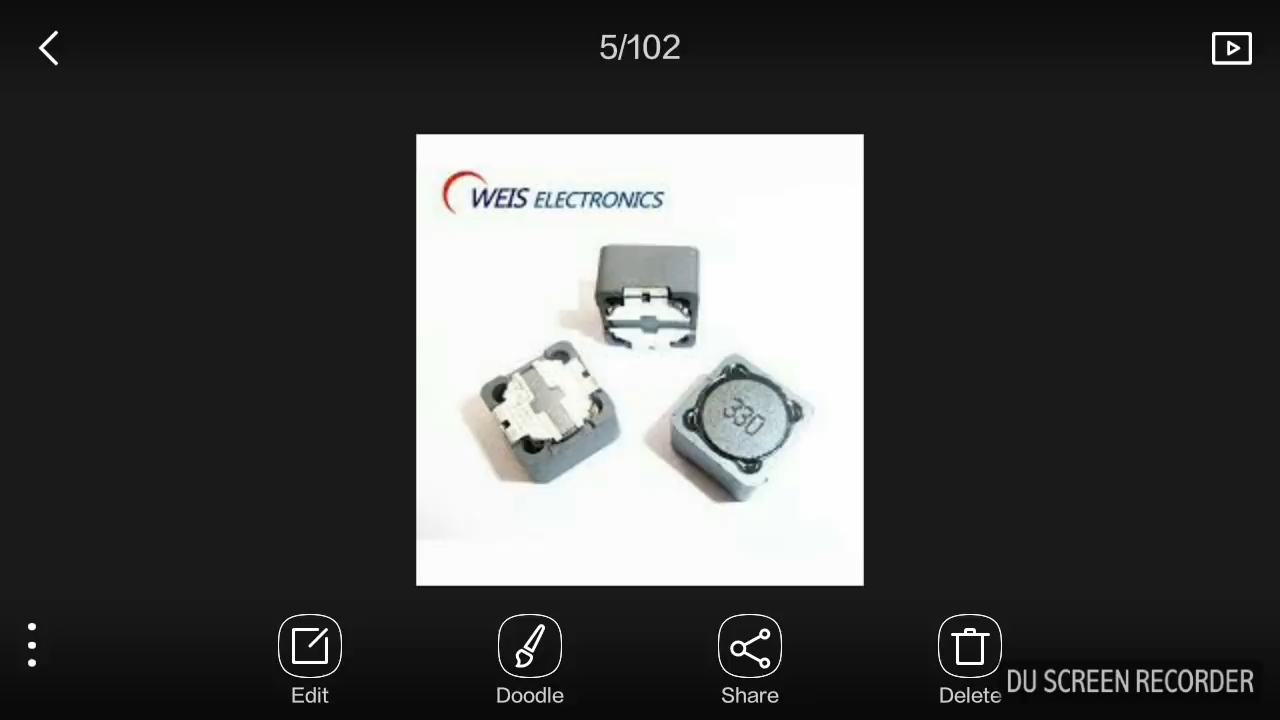 5/102
WEIS ELECTRONICS
330
Edit
Doodle
Share
Delete
DU SCREEN RECORDER